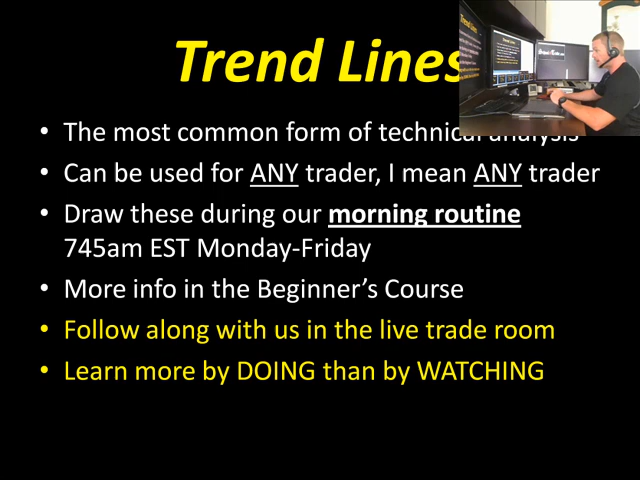 Trend Lines
• The most common form of technical analysis
• Can be used for ANY trader, I mean ANY trader
• Draw these during our morning routine
745am EST Monday-Friday
• More info in the Beginner's Course
• Follow along with us in the live trade room
• Learn more by DOING than by WATCHING